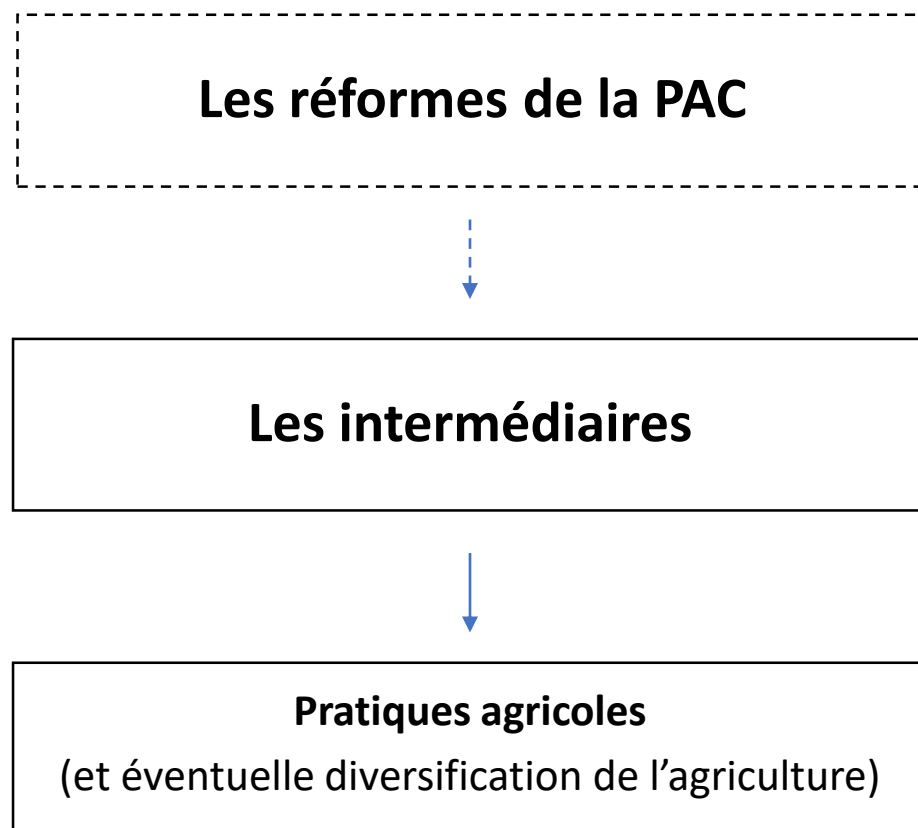 Les réformes de la PAC
Les intermédiaires
Pratiques agricoles
(et éventuelle diversification de l’agriculture)